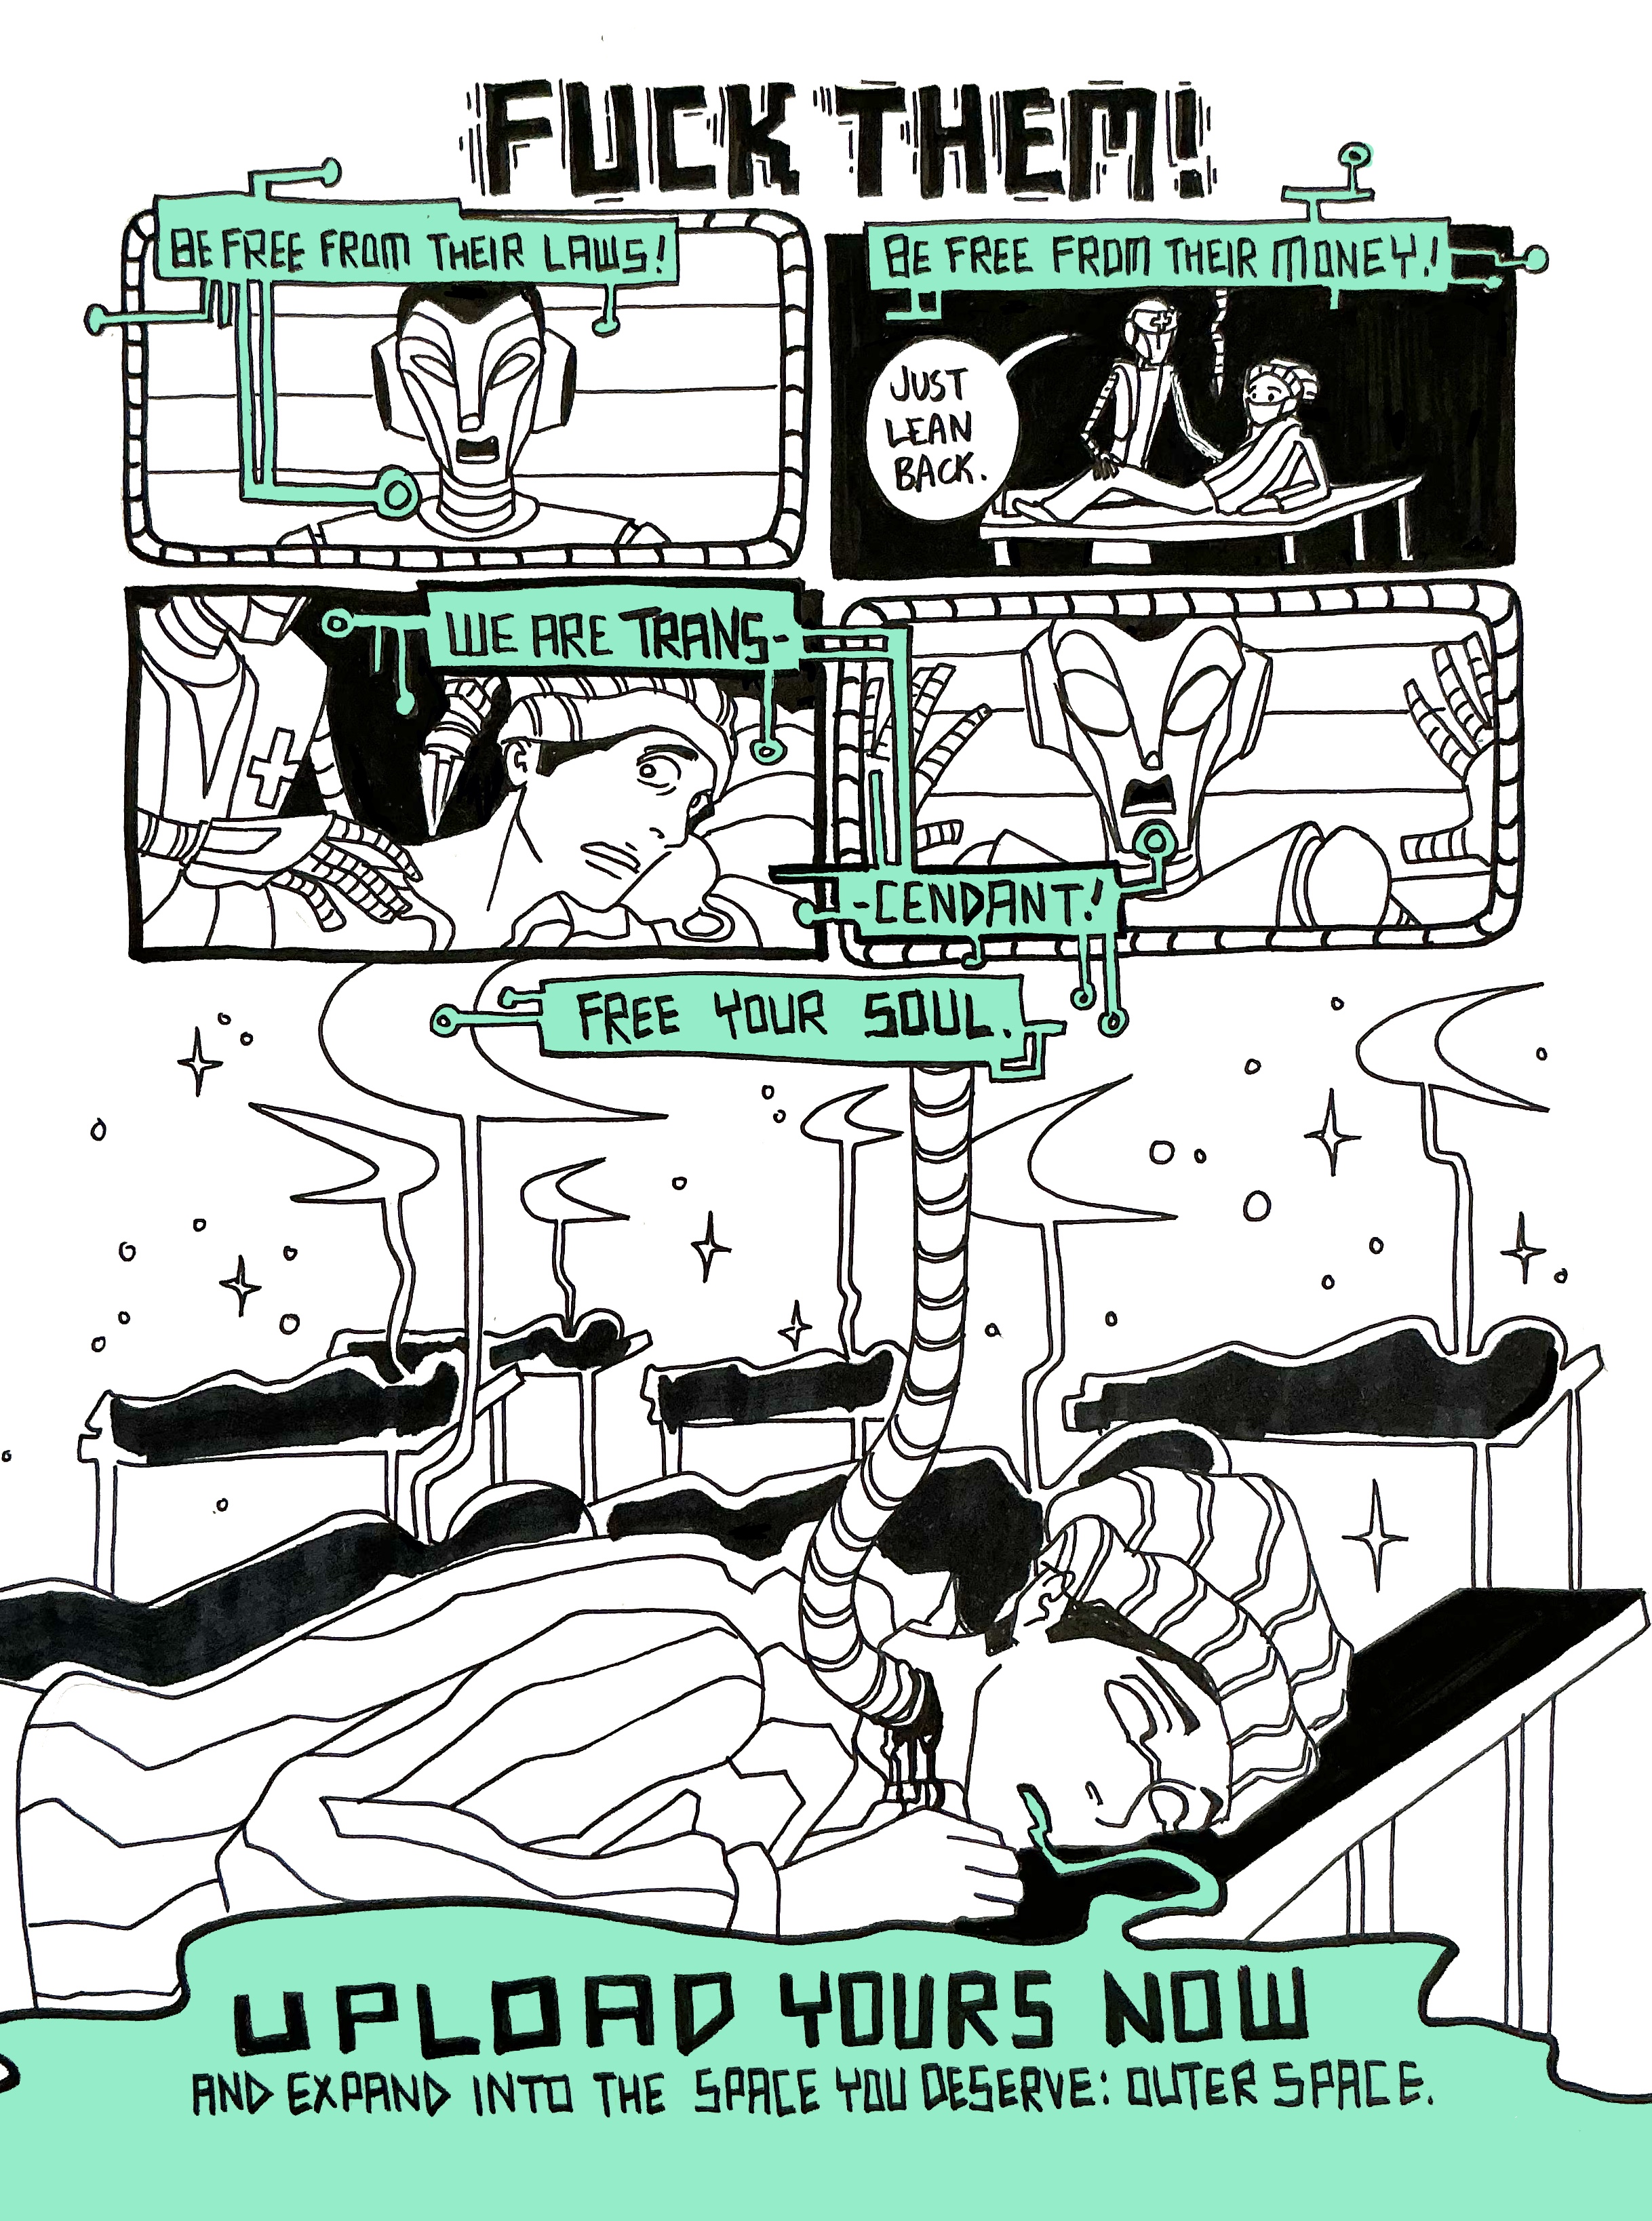 FUCK THEM!
BE FREE FROM THEIR LAWS!
BE FREE FROM THEIR MONEY!
JUST
LEAN
BACK.
WE ARE TRANS-
-CENDANT!
FREE YOUR SOUL.
UPLOAD YOURS NOW
AND EXPAND INTO THE SPACE YOU DESERVE: OUTER SPACE.